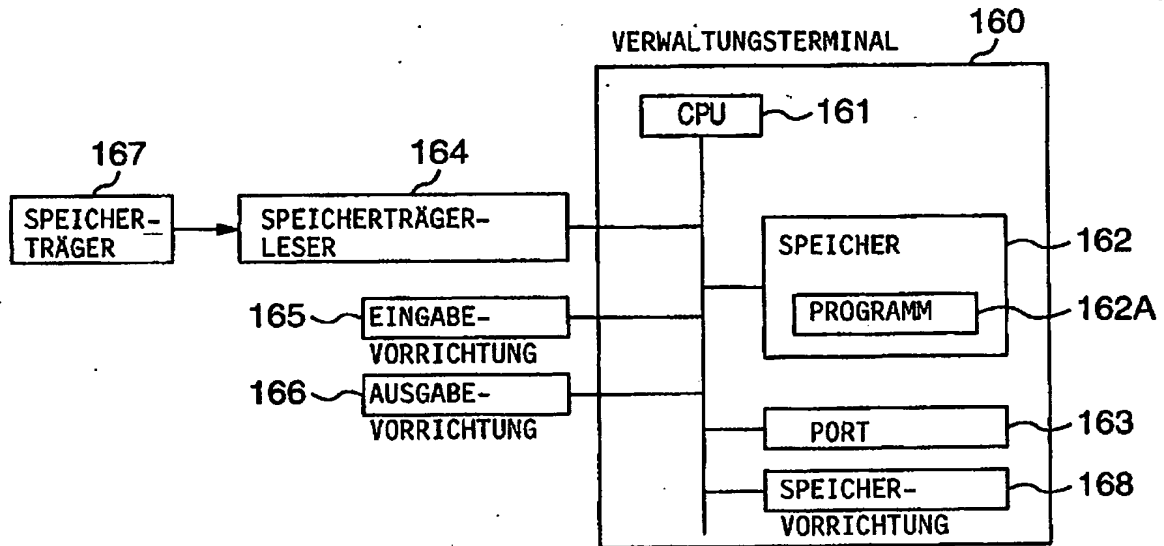 VERWALTUNGSTERMINAL
160
CPU
161
167
164
SPEICHER-
TRÄGER
SPEICHERTRÄGER-
LESER
SPEICHER
162
PROGRAMM
162A
165
EINGABE-
VORRICHTUNG
166
AUSGABE-
VORRICHTUNG
PORT
163
SPEICHER-
VORRICHTUNG
168